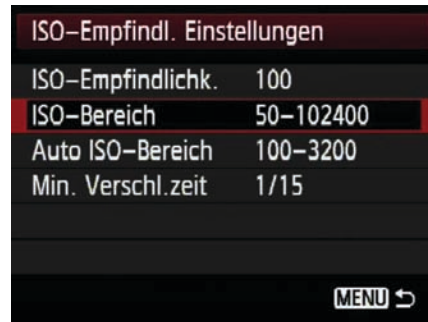 ISO–Empfindl. Einstellungen
ISO–Empfindlichk. 100
ISO–Bereich 50–102400
Auto ISO–Bereich 100–3200
Min. Verschl.zeit 1/15
MENU